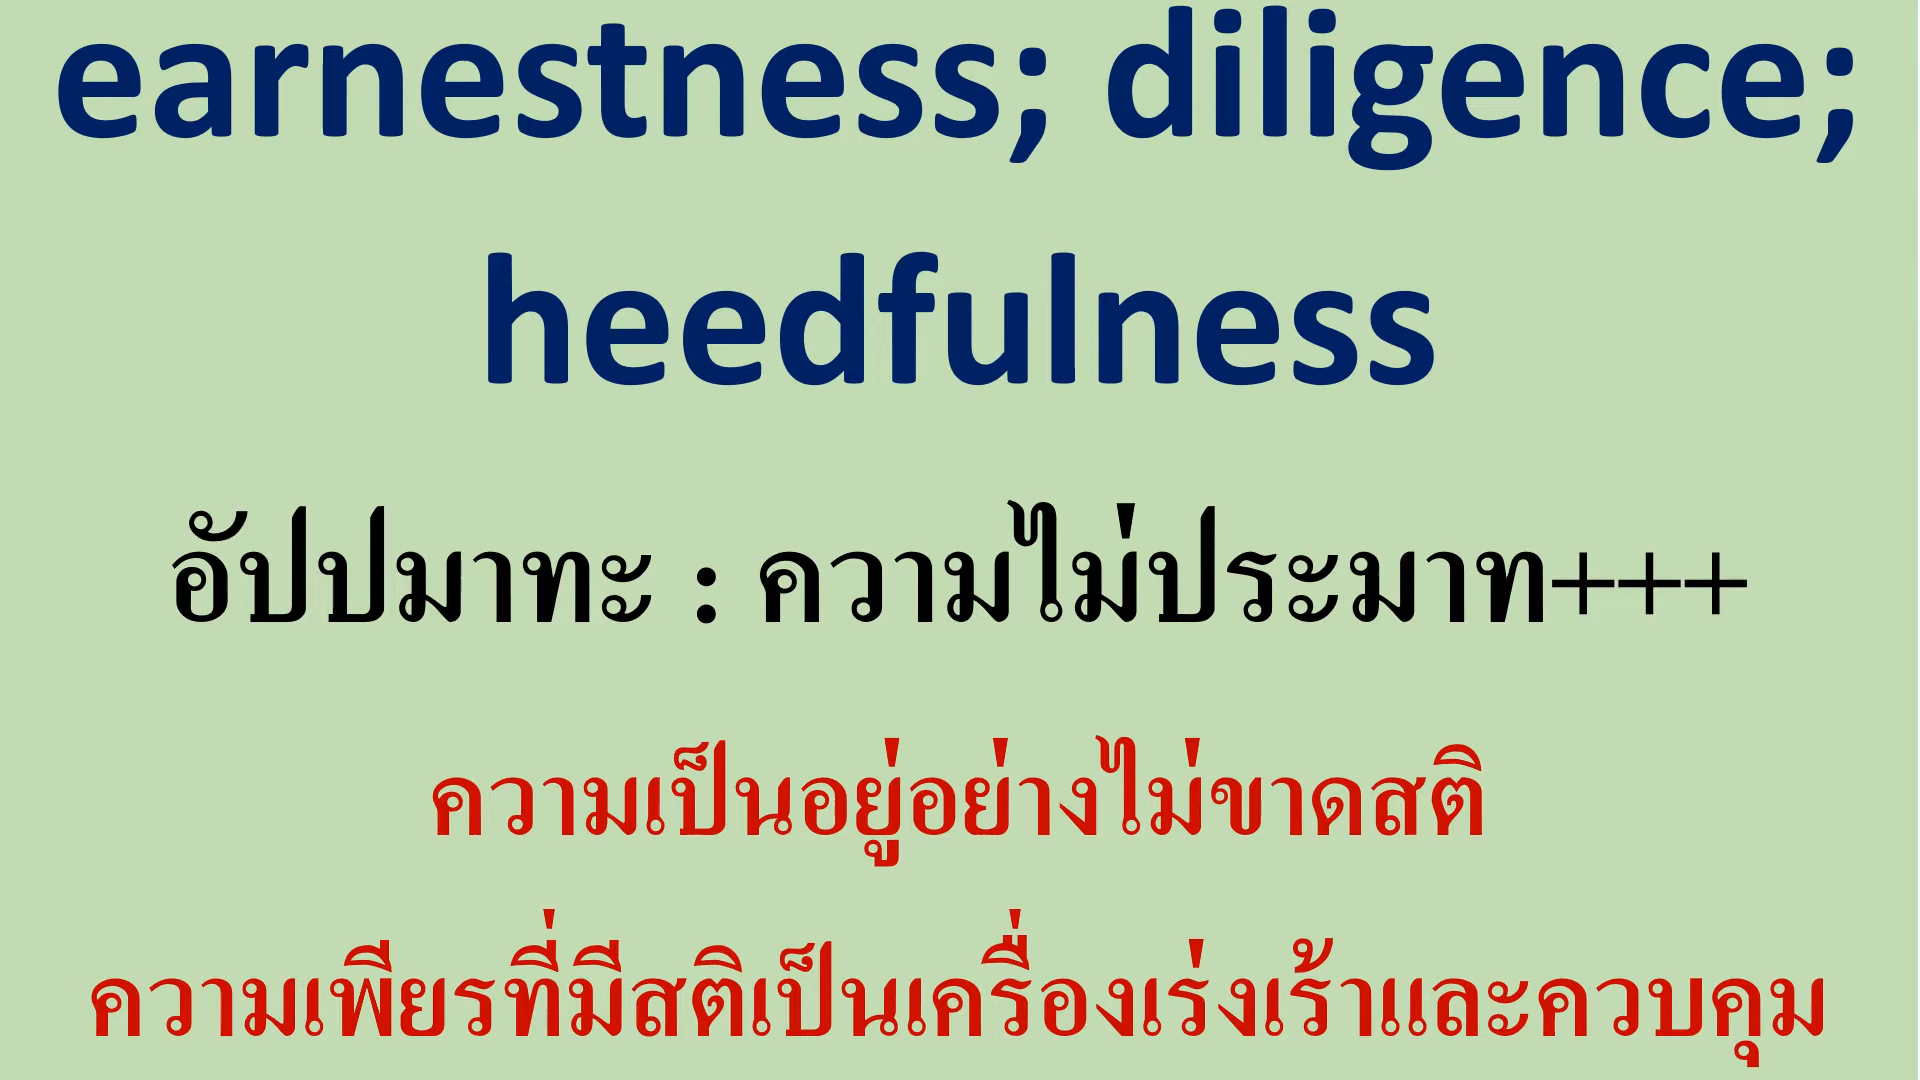 earnestness; diligence;
heedfulness
อัปปมาทะ : ความไม่ประมาท+++
ความเป็นอยู่อย่างไม่ขาดสติ
ความเพียรที่มีสติเป็นเครื่องเร่งเร้าและควบคุม